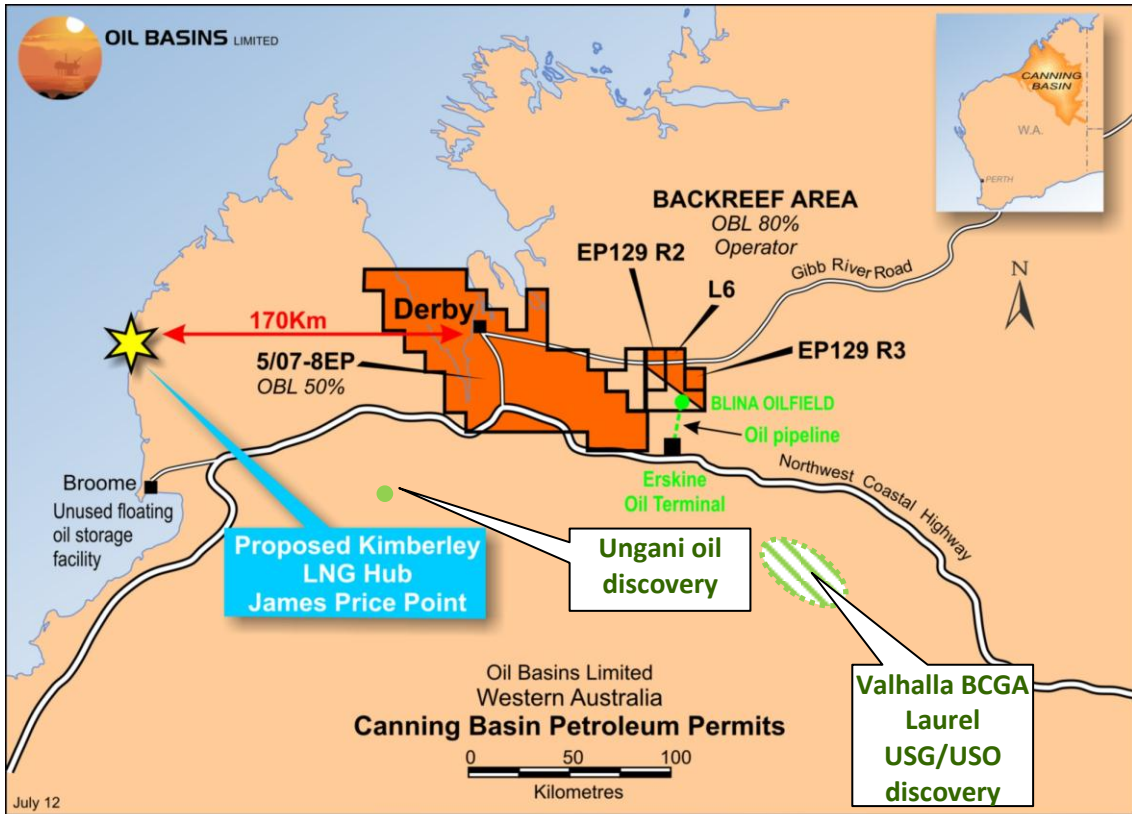 OIL BASINS LIMITED
CANNING
BASIN
W.A.
PERTH
BACKREEF AREA
OBL 80%
Operator
EP129 R2
L6
Gibb River Road
N
EP129 R3
Derby
170Km
5/07-8EP
OBL 50%
BLINA OILFIELD
Oil pipeline
Erskine
Oil Terminal
Northwest Coastal Highway
Broome
Unused floating
oil storage
facility
Proposed Kimberley
LNG Hub
James Price Point
Ungani oil
discovery
Valhalla BCGA
Laurel
USG/USO
discovery
Oil Basins Limited
Western Australia
Canning Basin Petroleum Permits
0 50 100
Kilometres
July 12